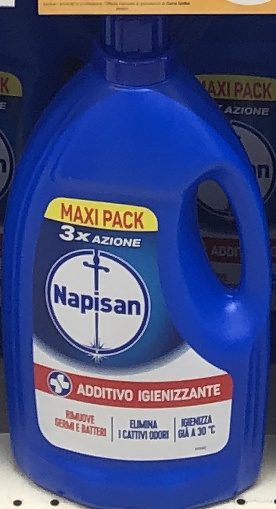 MAXI PACK
3X AZIONE
Napisan
ADDITIVO IGIENIZZANTE
RIMUOVE
GERMI E BATTERI
ELIMINA
I CATTIVI ODORI
IGIENIZZA
GIÀ A 30 °C
MAXI PACK
AZIONE
ADDIT